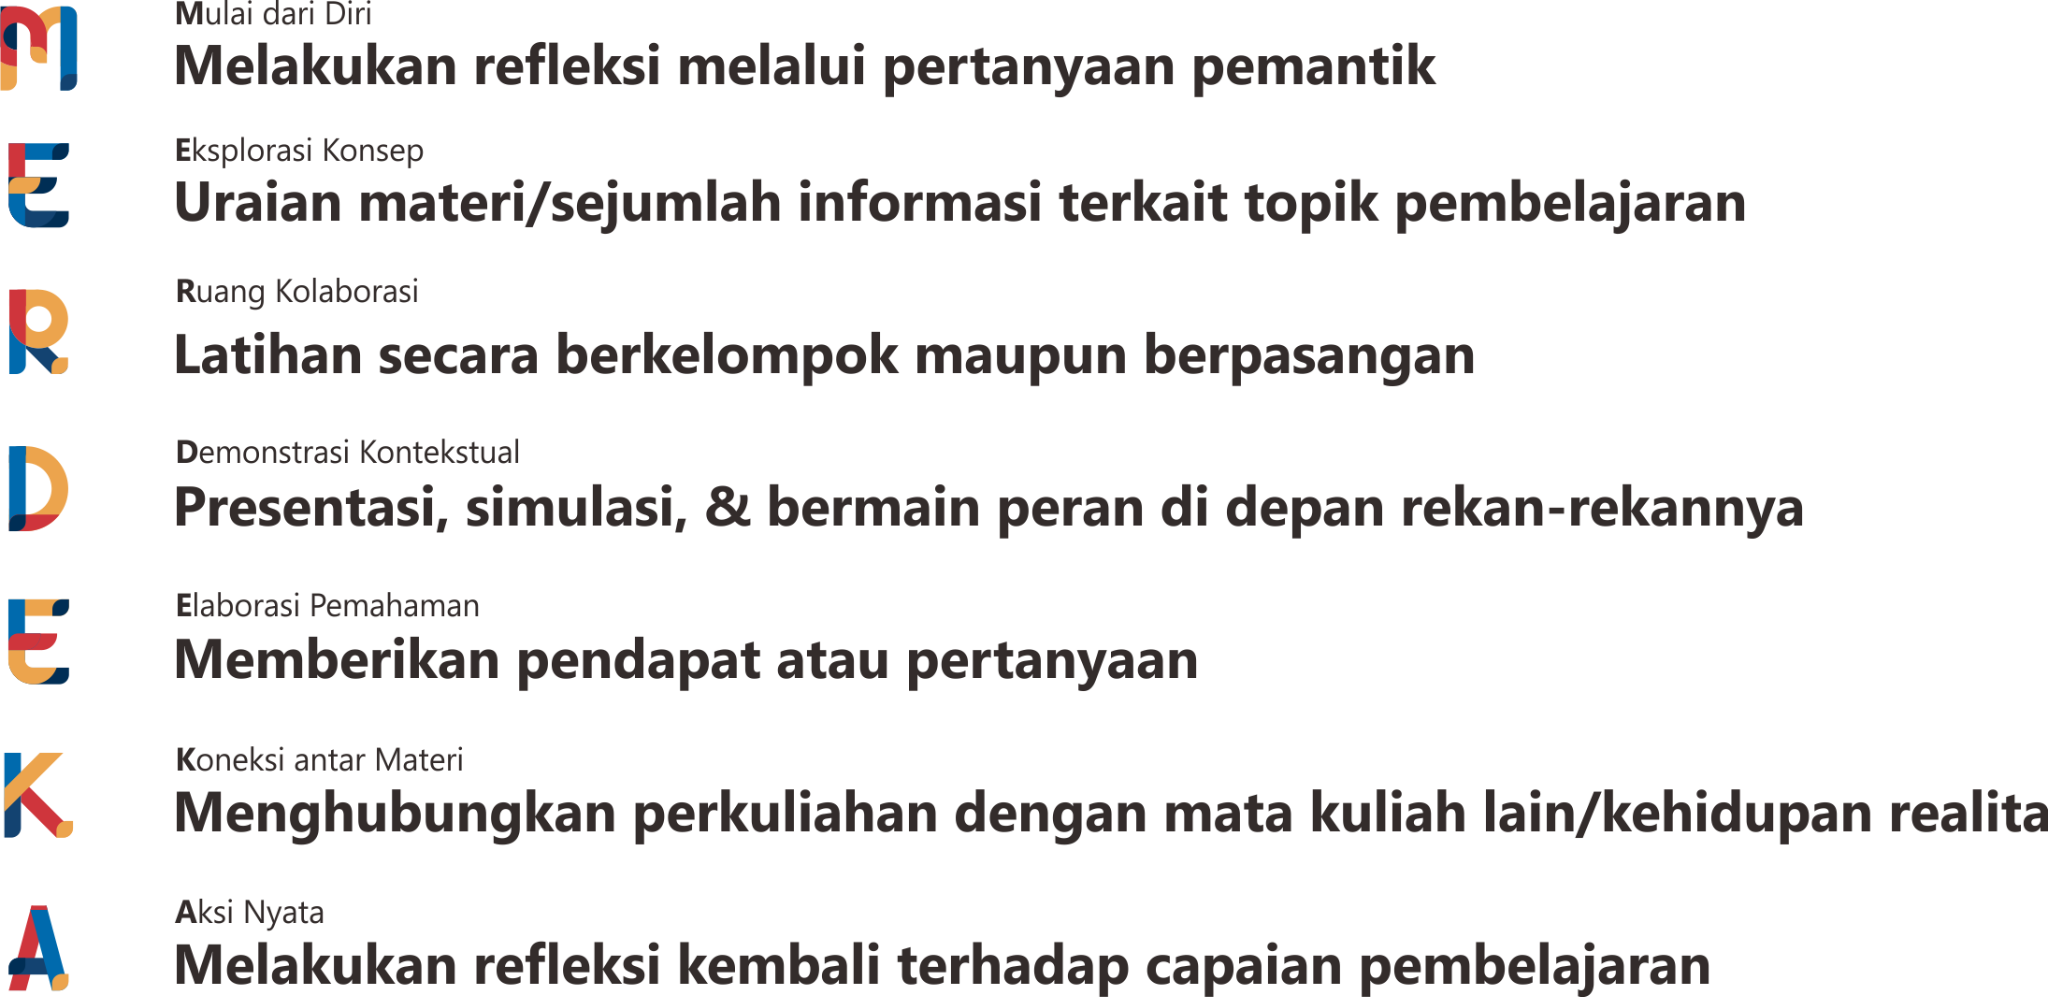 M
Mulai dari Diri
Melakukan refleksi melalui pertanyaan pemantik
E
Eksplorasi Konsep
Uraian materi/sejumlah informasi terkait topik pembelajaran
R
Ruang Kolaborasi
Latihan secara berkelompok maupun berpasangan
D
Demonstrasi Kontekstual
Presentasi, simulasi, & bermain peran di depan rekan-rekannya
E
Elaborasi Pemahaman
Memberikan pendapat atau pertanyaan
K
Koneksi antar Materi
Menghubungkan perkuliahan dengan mata kuliah lain/kehidupan realita
A
Aksi Nyata
Melakukan refleksi kembali terhadap capaian pembelajaran